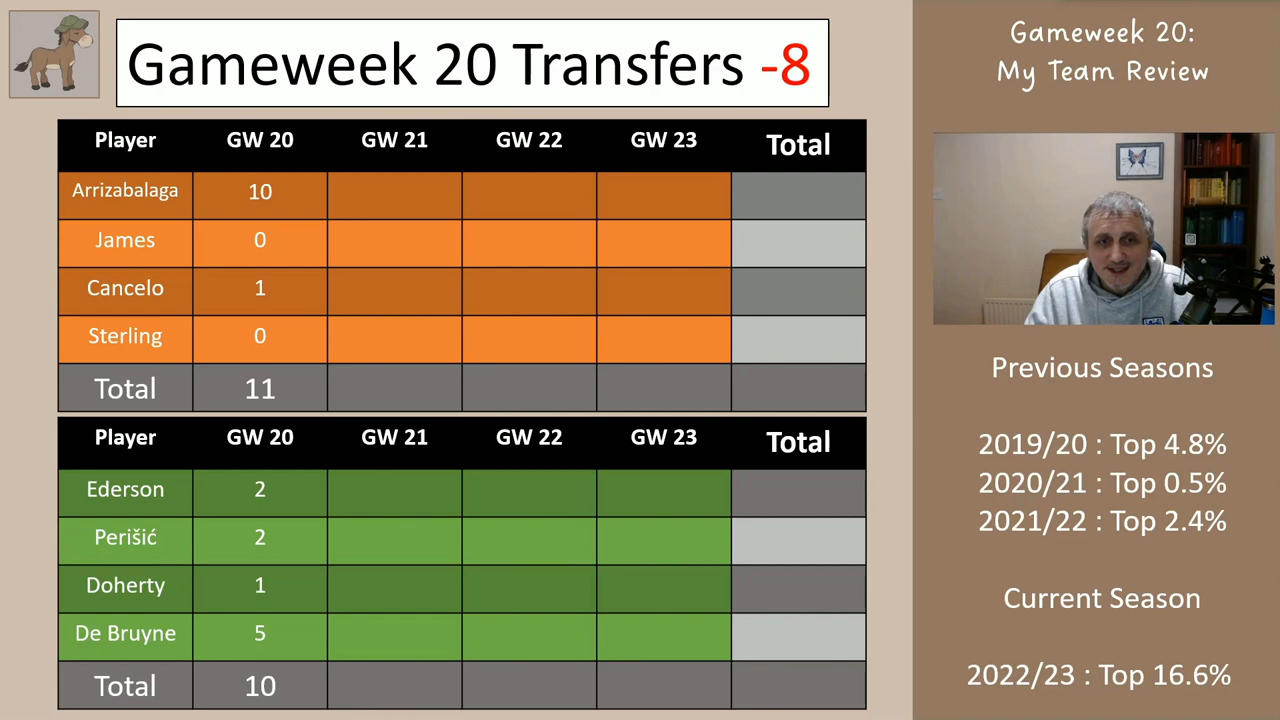 Gameweek 20 Transfers -8
Player GW 20 GW 21 GW 22 GW 23 Total
Arrizabalaga 10
James 0
Cancelo 1
Sterling 0
Total 11
Player GW 20 GW 21 GW 22 GW 23 Total
Ederson 2
Perišić 2
Doherty 1
De Bruyne 5
Total 10
Gameweek 20:
My Team Review
Previous Seasons
2019/20 : Top 4.8%
2020/21 : Top 0.5%
2021/22 : Top 2.4%
Current Season
2022/23 : Top 16.6%